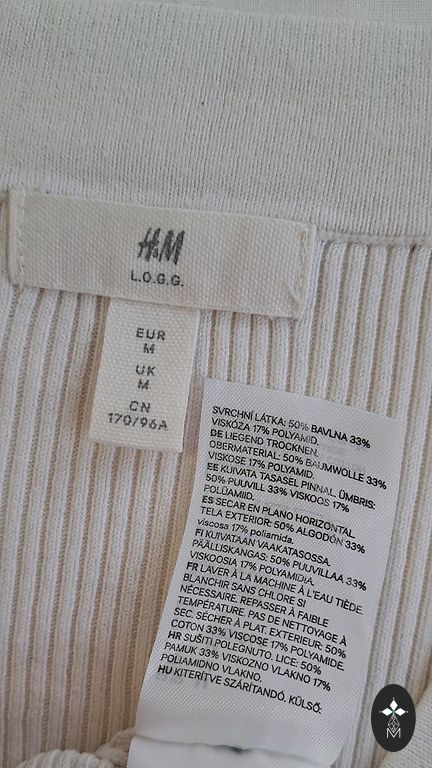 H&M
L.O.G.G.
EUR
M
UK
M
CN
170/96A
SVRCHNÍ LÁTKA: 50% BAVLNA 33%
VISKÓZA 17% POLYAMID.
DE LIEGEND TROCKNEN.
OBERMATERIAL: 50% BAUMWOLLE 33%
VISKOSE 17% POLYAMID.
EE KUIVATA TASASEL PINNAL. ÜMBRIS:
50% PUUVILL 33% VISKOOS 17%
POLÜAMIID.
ES SECAR EN PLANO HORIZONTAL.
TELA EXTERIOR: 50% ALGODÓN 33%
viscosa 17% poliamida.
FI KUIVATAAN VAAKATASOSSA.
PÄÄLLISKANGAS: 50% PUUVILLAA 33%
VISKOOSIA 17% POLYAMIDIA.
FR LAVER À LA MACHINE À L'EAU TIÈDE.
BLANCHIR SANS CHLORE SI
NÉCESSAIRE. REPASSER À FAIBLE
TEMPÉRATURE. PAS DE NETTOYAGE À
SEC. SÉCHER À PLAT. EXTERIEUR: 50%
COTON 33% VISCOSE 17% POLYAMIDE.
HR SUŠITI POLEGNUTO. LICE: 50%
PAMUK 33% VISKOZNO VLAKNO 17%
POLIAMIDNO VLAKNO.
HU KITERÍTVE SZÁRÍTANDÓ. KÜLSŐ:
M